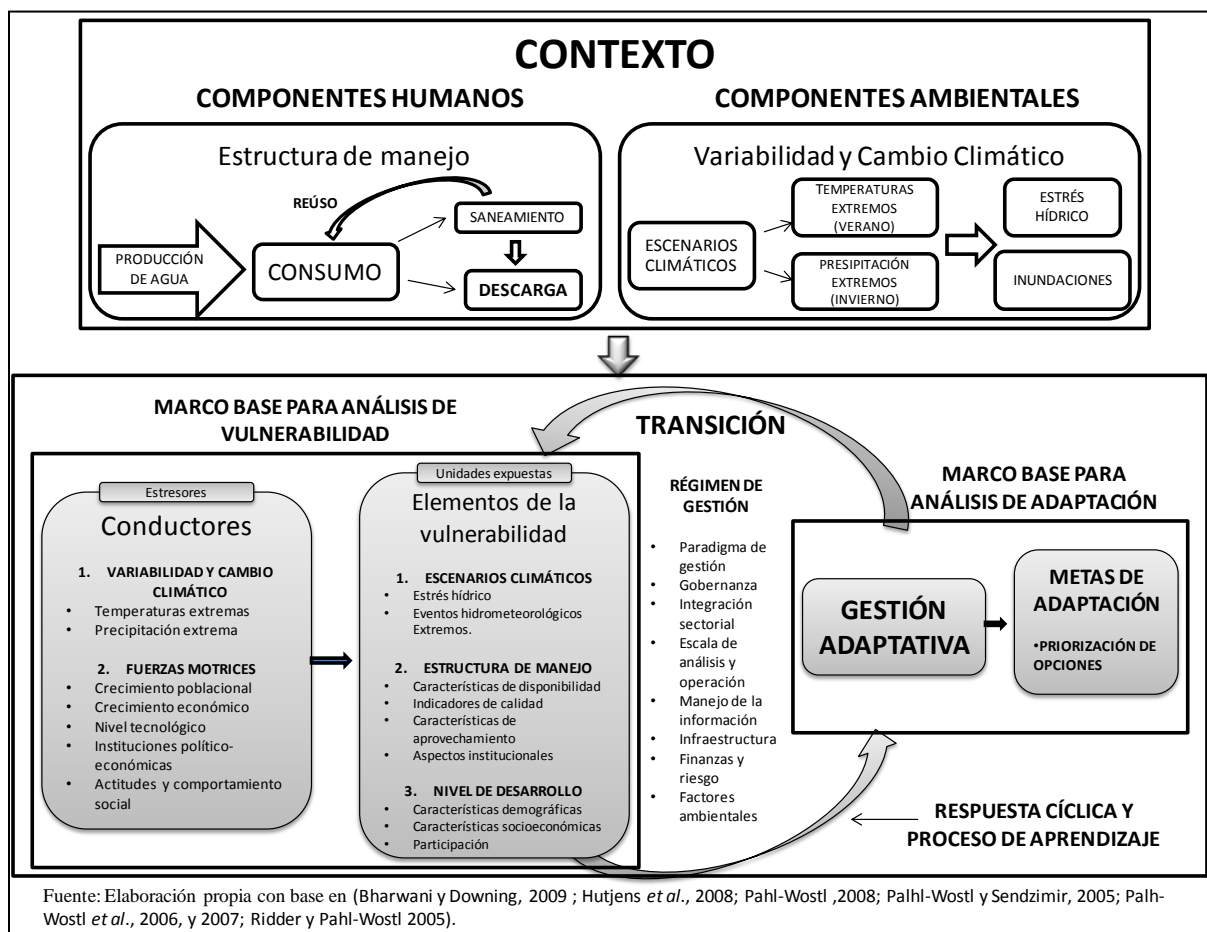 CONTEXTO
COMPONENTES HUMANOS
Estructura de manejo
REÚSO
PRODUCCIÓN
DE AGUA
CONSUMO
SANEAMIENTO
DESCARGA
COMPONENTES AMBIENTALES
Variabilidad y Cambio Climático
ESCENARIOS
CLIMÁTICOS
TEMPERATURAS
EXTREMOS
(VERANO)
PRESIPITACIÓN
EXTREMOS
(INVIERNO)
ESTRÉS
HÍDRICO
INUNDACIONES
MARCO BASE PARA ANÁLISIS DE
VULNERABILIDAD
Estresores
Conductores
1. VARIABILIDAD Y CAMBIO
CLIMÁTICO
• Temperaturas extremas
• Precipitación extrema
2. FUERZAS MOTRICES
• Crecimiento poblacional
• Crecimiento económico
• Nivel tecnológico
• Instituciones político-
económicas
• Actitudes y comportamiento
social
Unidades expuestas
Elementos de la
vulnerabilidad
1. ESCENARIOS CLIMÁTICOS
• Estrés hídrico
• Eventos hidrometeorológicos
Extremos.
2. ESTRUCTURA DE MANEJO
• Características de disponibilidad
• Indicadores de calidad
• Características de
aprovechamiento
• Aspectos institucionales
3. NIVEL DE DESARROLLO
• Características demográficas
• Características socioeconómicas
• Participación
TRANSICIÓN
RÉGIMEN DE
GESTIÓN
• Paradigma de
gestión
• Gobernanza
• Integración
sectorial
• Escala de
análisis y
operación
• Manejo de la
información
• Infraestructura
• Finanzas y
riesgo
• Factores
ambientales
MARCO BASE PARA
ANÁLISIS DE ADAPTACIÓN
GESTIÓN
ADAPTATIVA
METAS DE
ADAPTACIÓN
•PRIORIZACIÓN DE
OPCIONES
RESPUESTA CÍCLICA Y
PROCESO DE APRENDIZAJE
Fuente: Elaboración propia con base en (Bharwani y Downing, 2009 ; Hutjens et al., 2008; Pahl-Wostl ,2008; Palhl-Wostl y Sendzimir, 2005; Palh-
Wostl et al., 2006, y 2007; Ridder y Pahl-Wostl 2005).